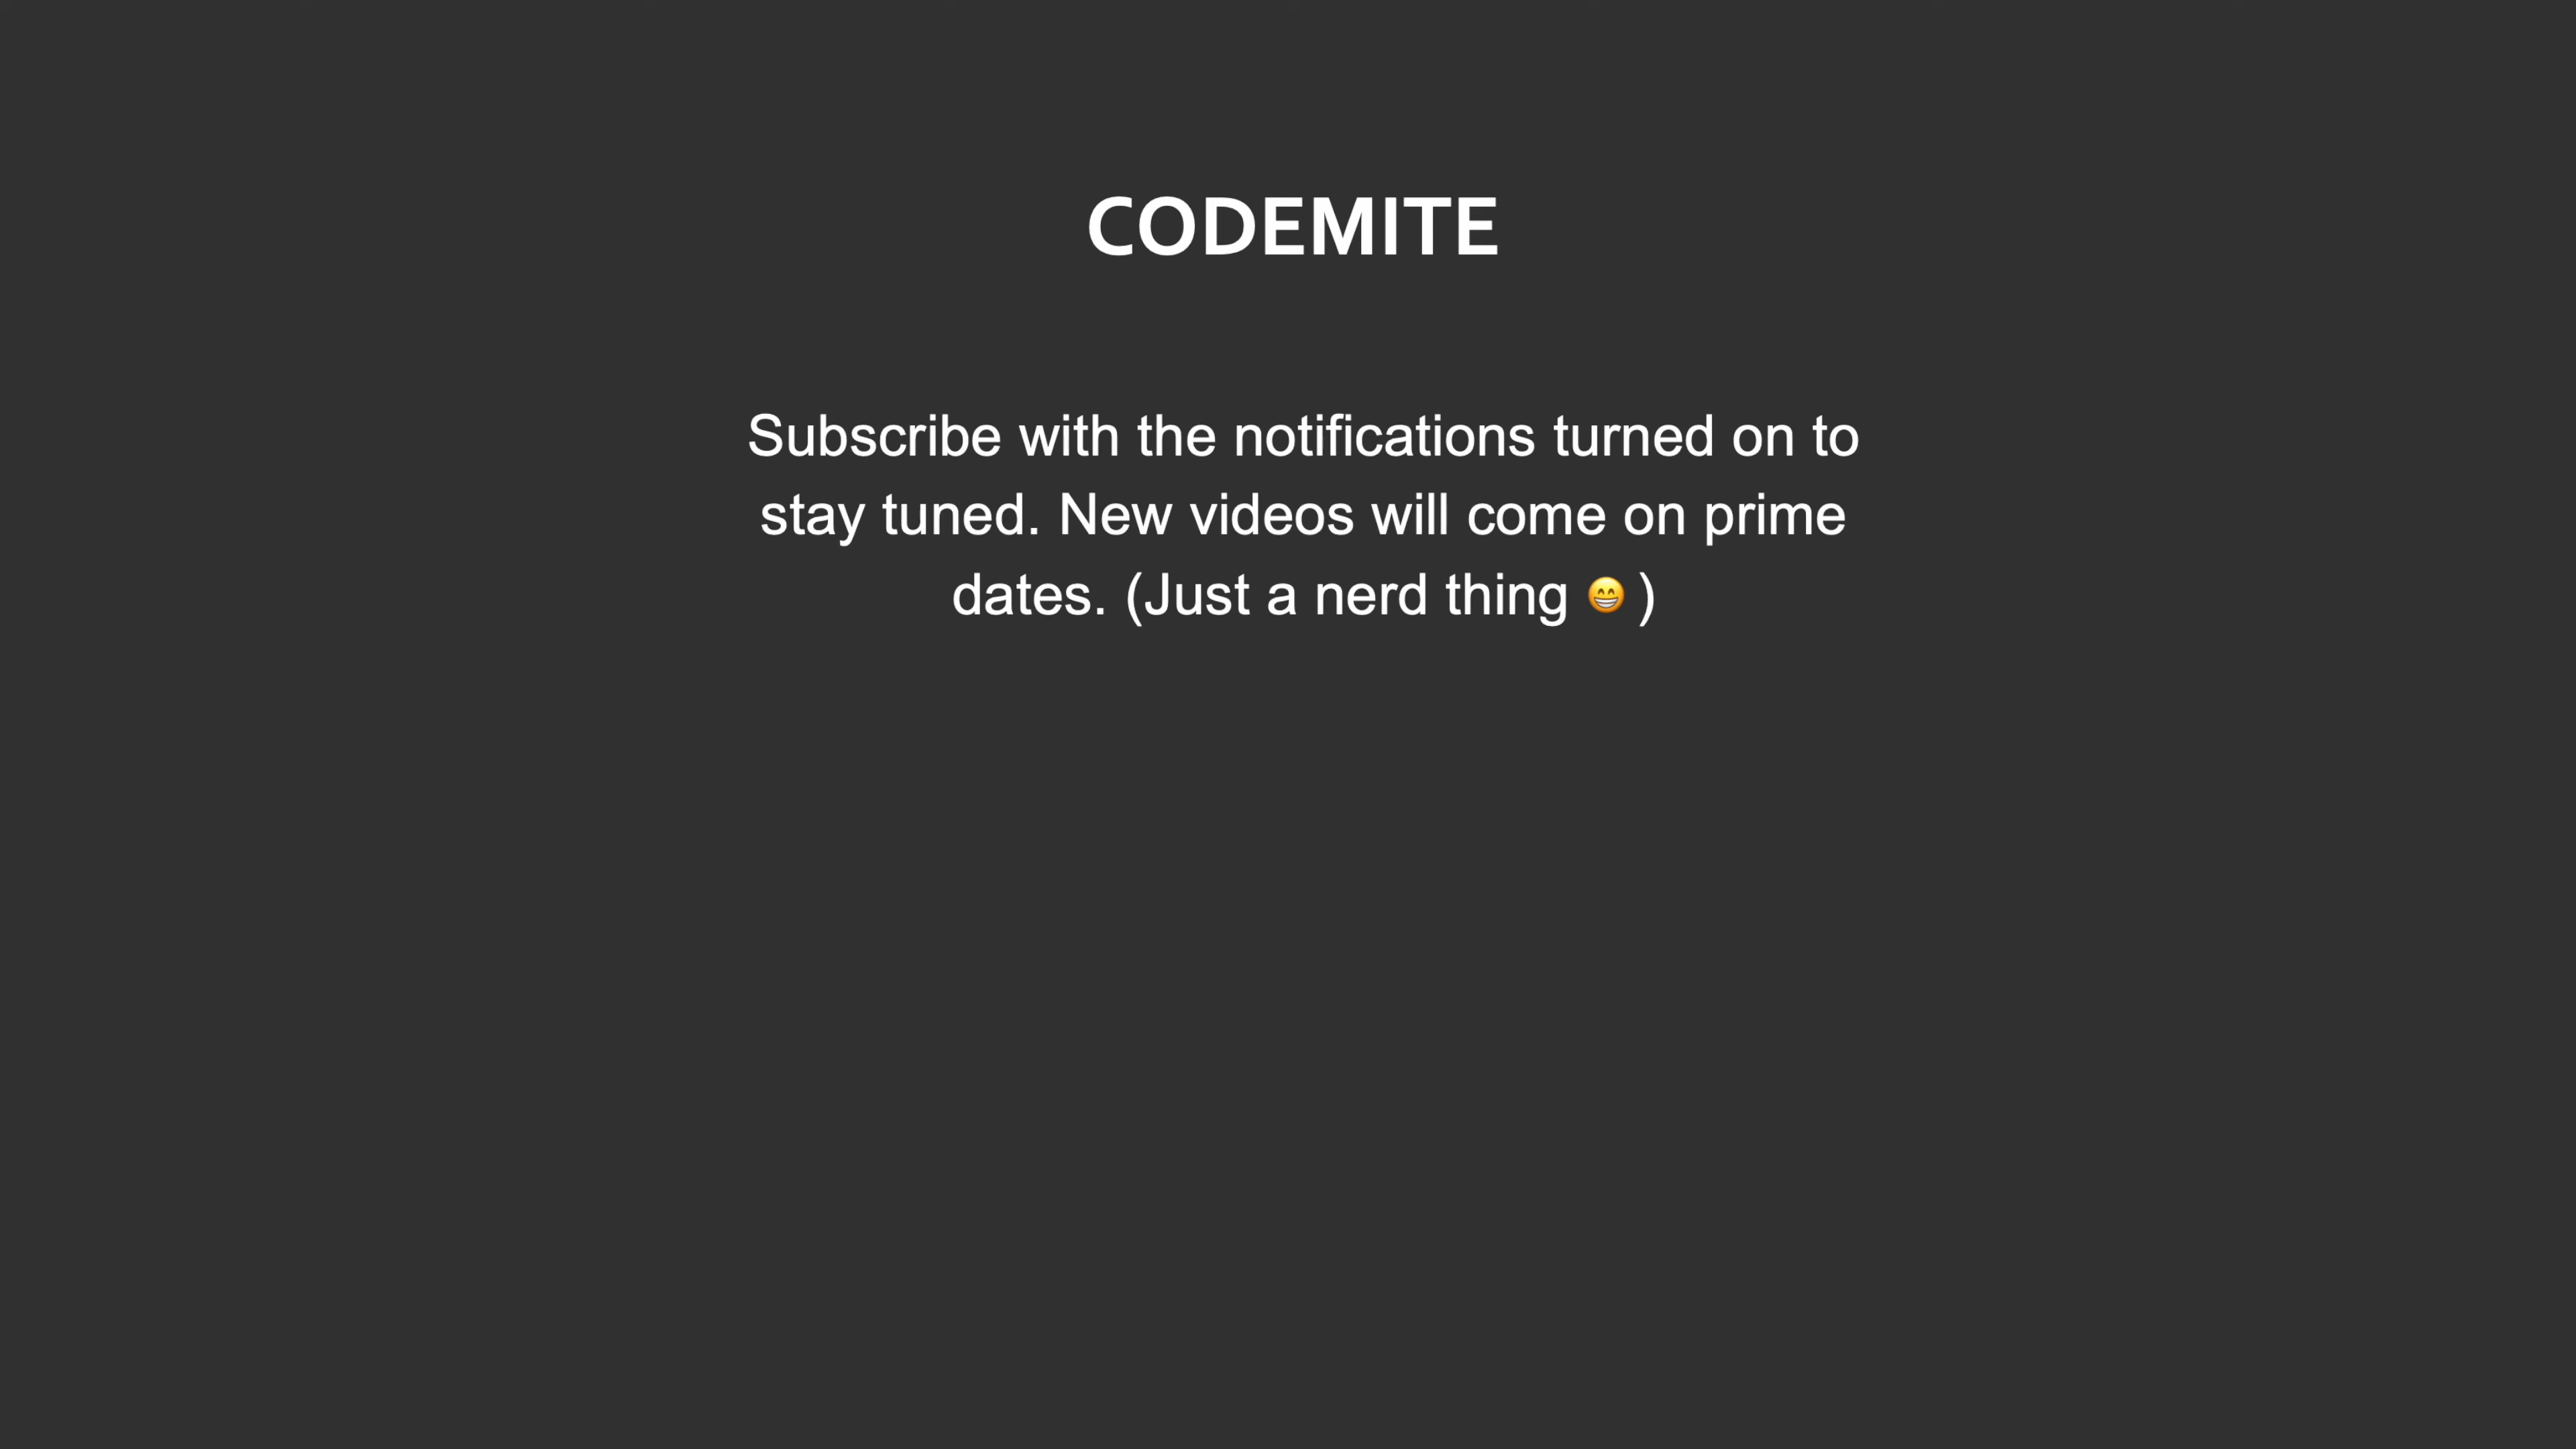 CODEMITE
Subscribe with the notifications turned on to
stay tuned. New videos will come on prime
dates. (Just a nerd thing 😁 )